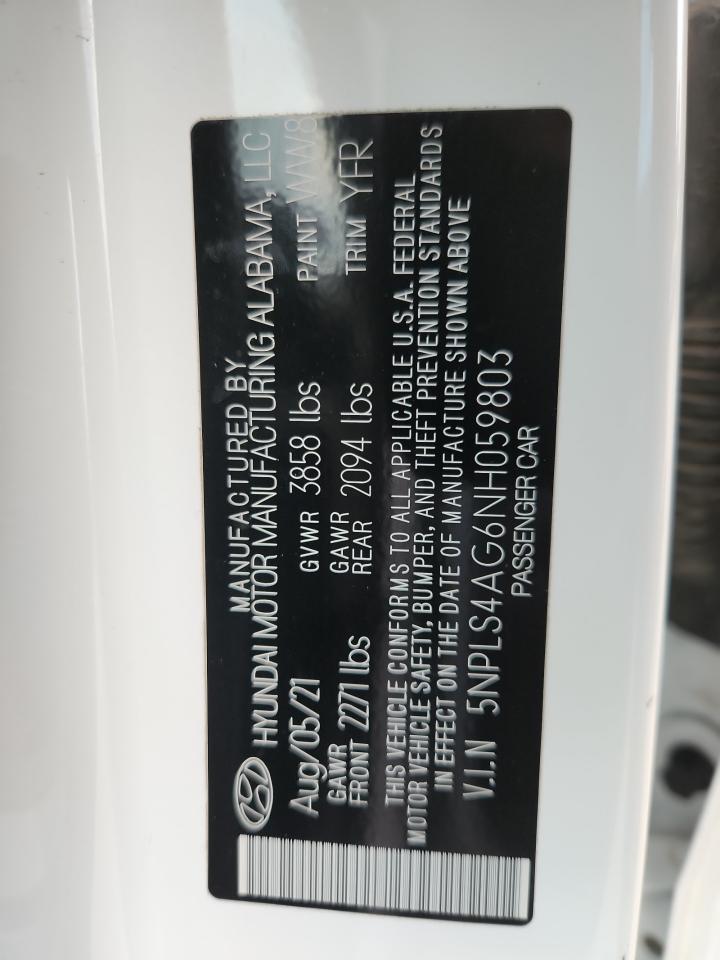 MANUFACTURED BY
HYUNDAI MOTOR MANUFACTURING ALABAMA, LLC
Aug/05/21 GVWR 3858 lbs PAINT WW8
GAWR FRONT 2271 lbs GAWR REAR 2094 lbs TRIM YFR
THIS VEHICLE CONFORMS TO ALL APPLICABLE U.S.A. FEDERAL
MOTOR VEHICLE SAFETY, BUMPER, AND THEFT PREVENTION STANDARDS
IN EFFECT ON THE DATE OF MANUFACTURE SHOWN ABOVE
V.I.N 5NPLS4AG6NH059803
PASSENGER CAR